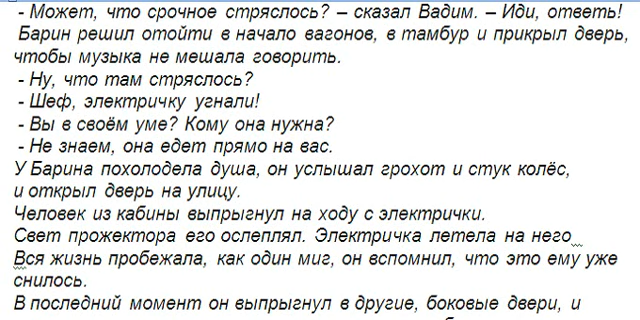 - Может, что срочное стряслось? – сказал Вадим. – Иди, ответь!
Барин решил отойти в начало вагонов, в тамбур и прикрыл дверь,
чтобы музыка не мешала говорить.
- Ну, что там стряслось?
- Шеф, электричку угнали!
- Вы в своём уме? Кому она нужна?
- Не знаем, она едет прямо на вас.
У Барина похолодела душа, он услышал грохот и стук колёс,
и открыл дверь на улицу.
Человек из кабины выпрыгнул на ходу с электрички.
Свет прожектора его ослеплял. Электричка летела на него
Вся жизнь пробежала, как один миг, он вспомнил, что это ему уже
снилось.
В последний момент он выпрыгнул в другие, боковые двери, и